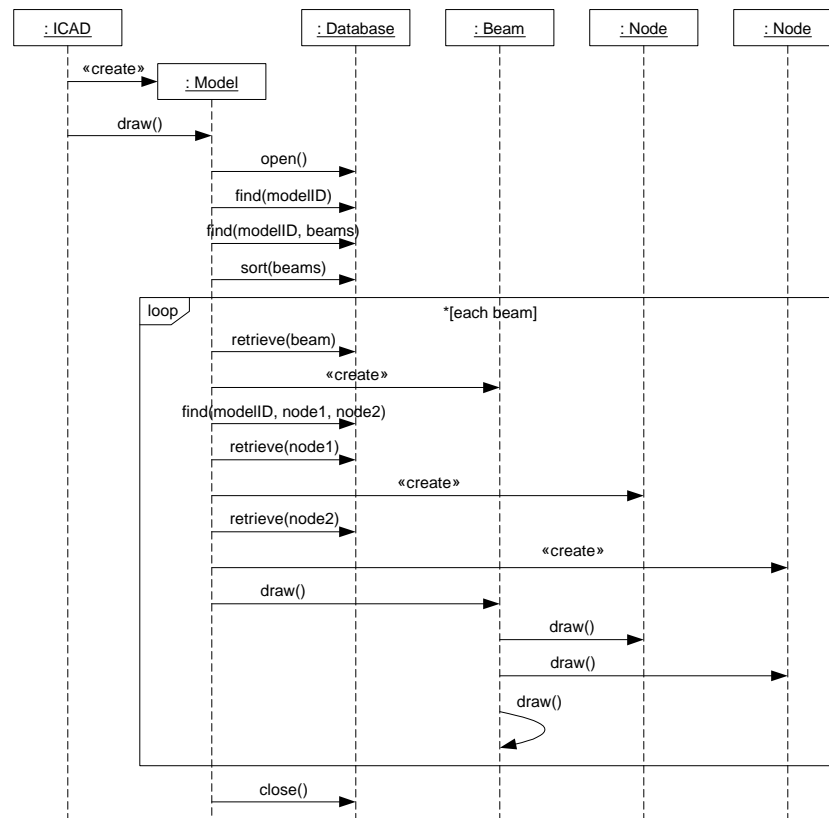 : ICAD
: Database
: Beam
: Node
: Node
«create»
: Model
draw()
open()
find(modelID)
find(modelID, beams)
sort(beams)
loop
*[each beam]
retrieve(beam)
«create»
find(modelID, node1, node2)
retrieve(node1)
«create»
retrieve(node2)
«create»
draw()
draw()
draw()
draw()
close()